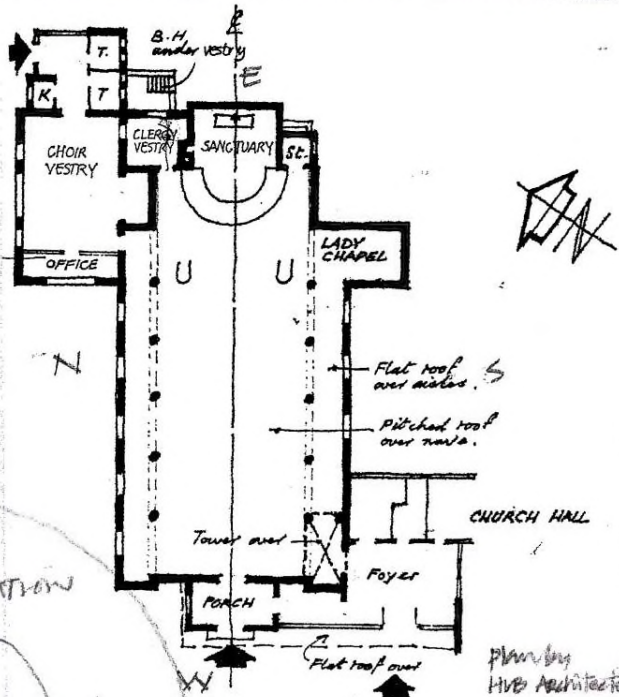 ℄
B.H.
under vestry
E
T.
K
T
CLERGY
VESTRY
SANCTUARY
St.
CHOIR
VESTRY
OFFICE
LADY
CHAPEL
U
U
N
N
Flat roof
over aisles.
S
Pitched roof
over nave.
CHURCH HALL
Tower over
Foyer
PORCH
W
Flat roof over
plan by
HVB Architects